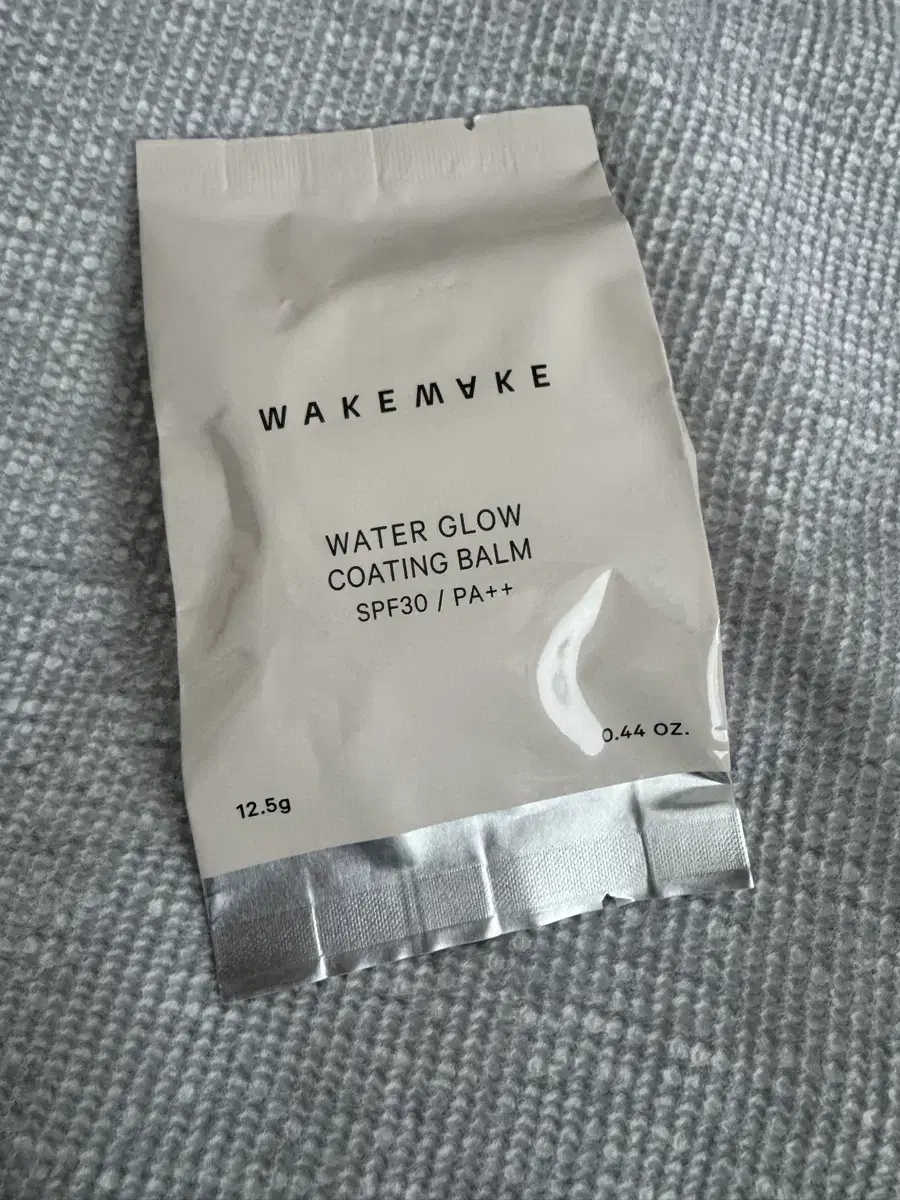 WAKEMAKE
WATER GLOW
COATING BALM
SPF30 / PA++
0.44 OZ.
12.5g